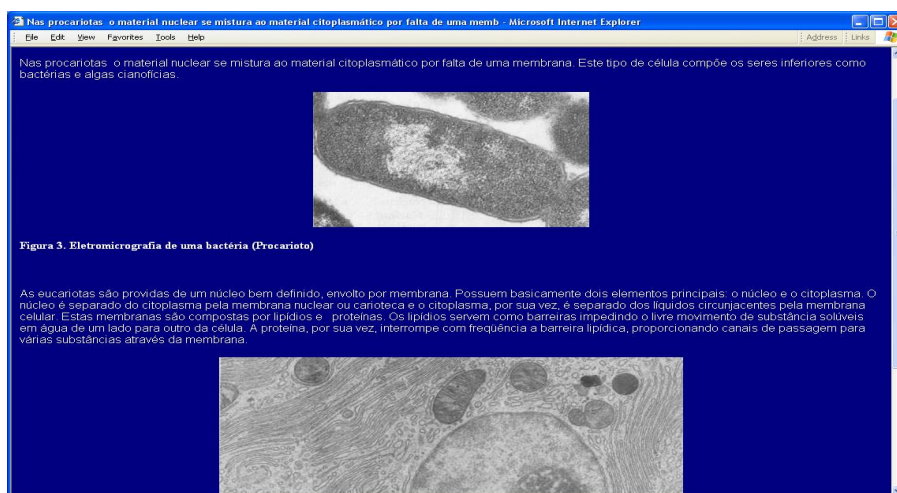 Nas procariotas  o material nuclear se mistura ao material citoplasmático por falta de uma memb - Microsoft Internet Explorer
File Edit View Favorites Tools Help Address Links
Nas procariotas  o material nuclear se mistura ao material citoplasmático por falta de uma membrana. Este tipo de célula compõe os seres inferiores como
bactérias e algas cianofícias.
Figura 3. Eletromicrografia de uma bactéria (Procarioto)
As eucariotas são providas de um núcleo bem definido, envolto por membrana. Possuem basicamente dois elementos principais: o núcleo e o citoplasma. O
núcleo é separado do citoplasma pela membrana nuclear ou carioteca e o citoplasma, por sua vez, é separado dos líquidos circunjacentes pela membrana
celular. Estas membranas são compostas por lipídios e  proteínas. Os lipídios servem como barreiras impedindo o livre movimento de substância solúveis
em água de um lado para outro da célula. A proteína, por sua vez, interrompe com freqüência a barreira lipídica, proporcionando canais de passagem para
várias substâncias através da membrana.